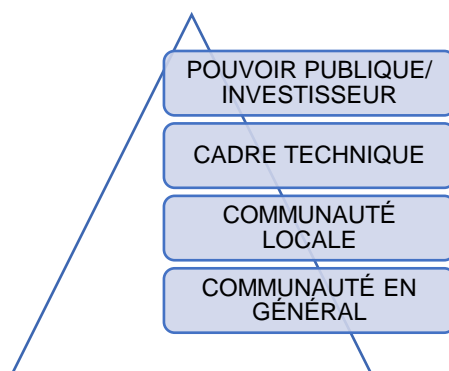 POUVOIR PUBLIQUE/
INVESTISSEUR
CADRE TECHNIQUE
COMMUNAUTÉ
LOCALE
COMMUNAUTÉ EN
GÉNÉRAL